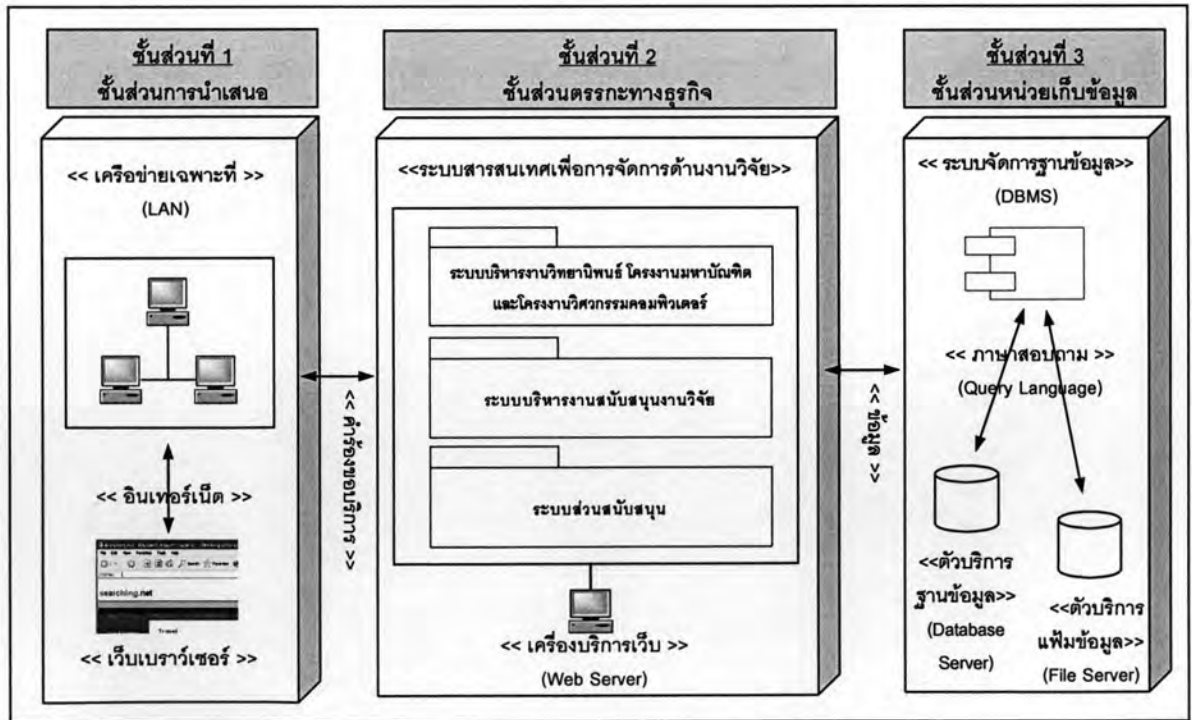 ชั้นส่วนที่ 1
ชั้นส่วนการนำเสนอ
<< เครือข่ายเฉพาะที่ >>
(LAN)
<< อินเทอร์เน็ต >>
searching.net
Travel
<< เว็บเบราว์เซอร์ >>
<< คำร้องขอบริการ >>
ชั้นส่วนที่ 2
ชั้นส่วนตรรกะทางธุรกิจ
<<ระบบสารสนเทศเพื่อการจัดการด้านงานวิจัย>>
ระบบบริหารงานวิทยานิพนธ์ โครงงานมหาบัณฑิต
และโครงงานวิศวกรรมคอมพิวเตอร์
ระบบบริหารงานสนับสนุนงานวิจัย
ระบบส่วนสนับสนุน
<< เครื่องบริการเว็บ >>
(Web Server)
<< ข้อมูล >>
ชั้นส่วนที่ 3
ชั้นส่วนหน่วยเก็บข้อมูล
<< ระบบจัดการฐานข้อมูล>>
(DBMS)
<< ภาษาสอบถาม >>
(Query Language)
<<ตัวบริการ
ฐานข้อมูล>>
(Database
Server)
<<ตัวบริการ
แฟ้มข้อมูล>>
(File Server)